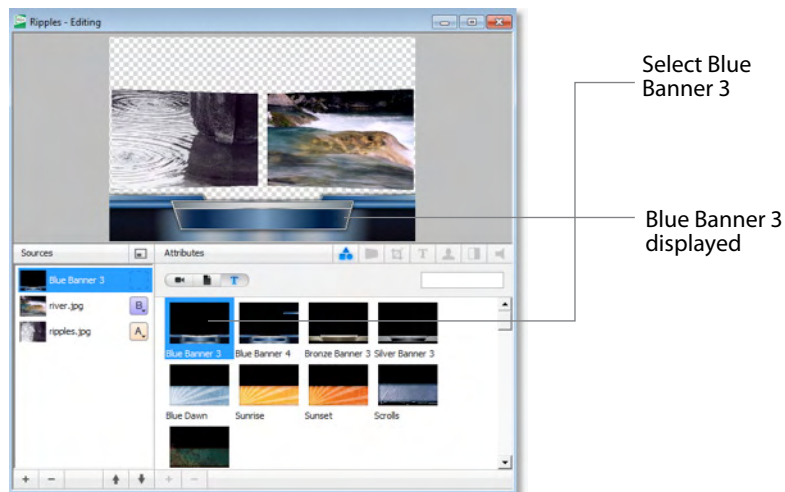 Ripples - Editing
Select Blue
Banner 3
Blue Banner 3
displayed
Sources
Attributes
T
T
Blue Banner 3
river.jpg
B
ripples.jpg
A
Blue Banner 3
Blue Banner 4
Bronze Banner 3
Silver Banner 3
Blue Dawn
Sunrise
Sunset
Scrolls